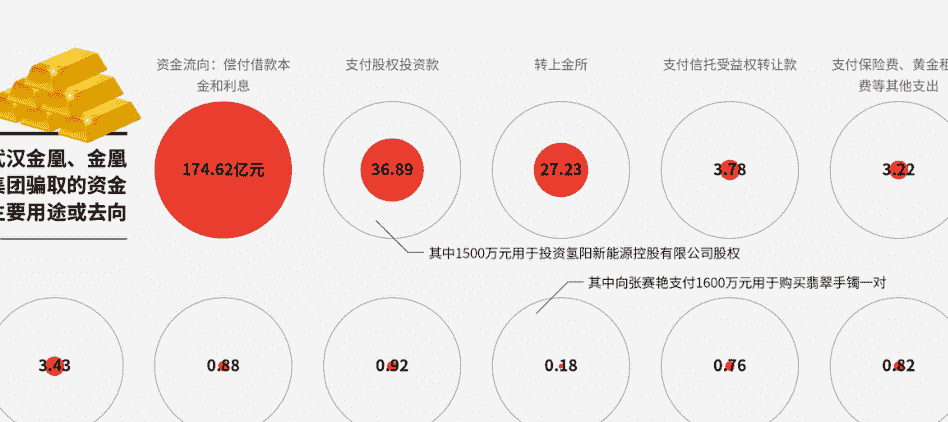 资金流向：偿付借款本
金和利息
支付股权投资款
转上金所
支付信托受益权转让款
支付保险费、黄金租
费等其他支出
武汉金凰、金凰
集团骗取的资金
主要用途或去向
174.62亿元
36.89
27.23
3.78
3.22
其中1500万元用于投资氢阳新能源控股有限公司股权
其中向张赛艳支付1600万元用于购买翡翠手镯一对
3.43
0.88
0.92
0.18
0.76
0.82